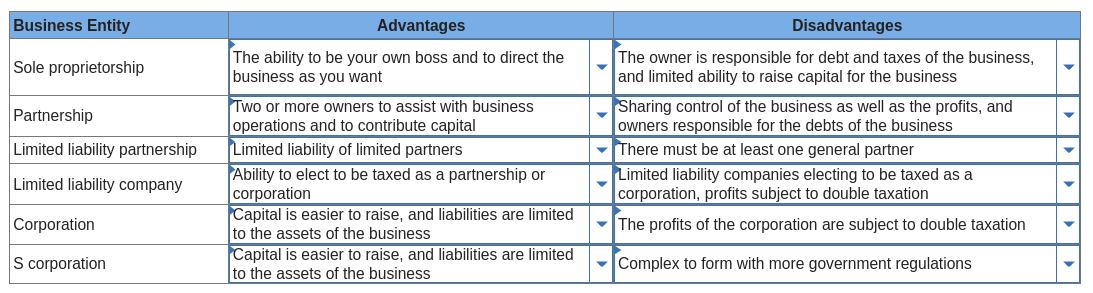 Business Entity Advantages Disadvantages
Sole proprietorship
The ability to be your own boss and to direct the
business as you want
The owner is responsible for debt and taxes of the business,
and limited ability to raise capital for the business
Partnership
Two or more owners to assist with business
operations and to contribute capital
Sharing control of the business as well as the profits, and
owners responsible for the debts of the business
Limited liability partnership
Limited liability of limited partners
There must be at least one general partner
Limited liability company
Ability to elect to be taxed as a partnership or
corporation
Limited liability companies electing to be taxed as a
corporation, profits subject to double taxation
Corporation
Capital is easier to raise, and liabilities are limited
to the assets of the business
The profits of the corporation are subject to double taxation
S corporation
Capital is easier to raise, and liabilities are limited
to the assets of the business
Complex to form with more government regulations